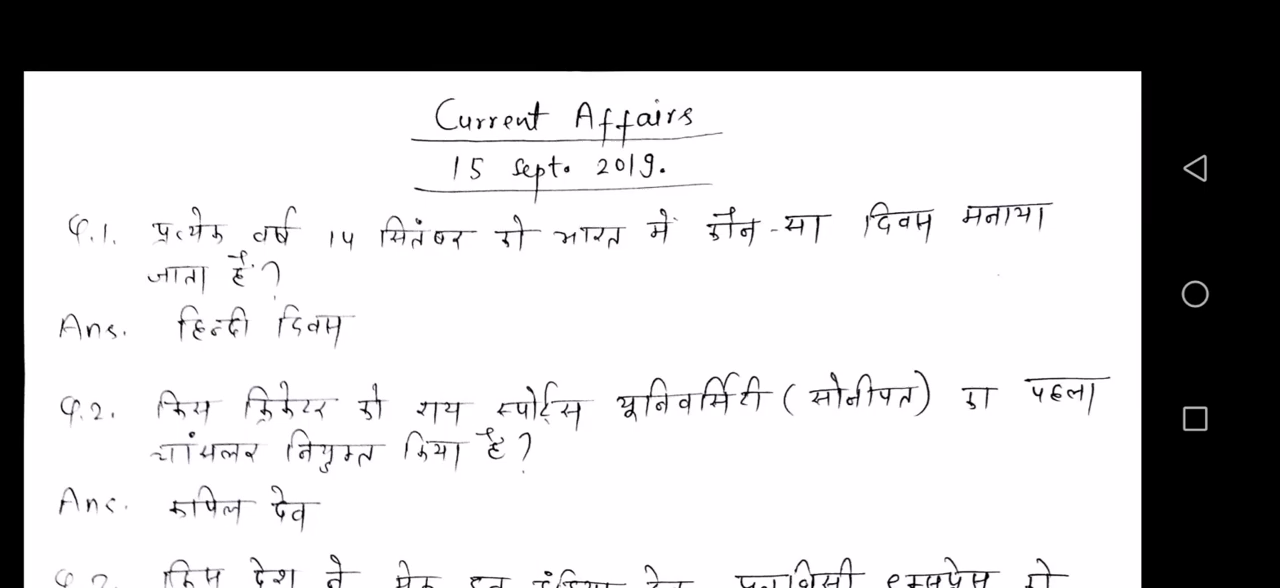 Current Affairs
15 Sept. 2019.
Q.1. प्रत्येक वर्ष 14 सितंबर को भारत में कौन-सा दिवस मनाया
जाता है?
Ans. हिन्दी दिवस
Q.2. किस क्रिकेटर को राय स्पोर्ट्स यूनिवर्सिटी (सोनीपत) का पहला
चांसलर नियुक्त किया है?
Ans. कपिल देव
किस देश ने मेक इन इंडिया